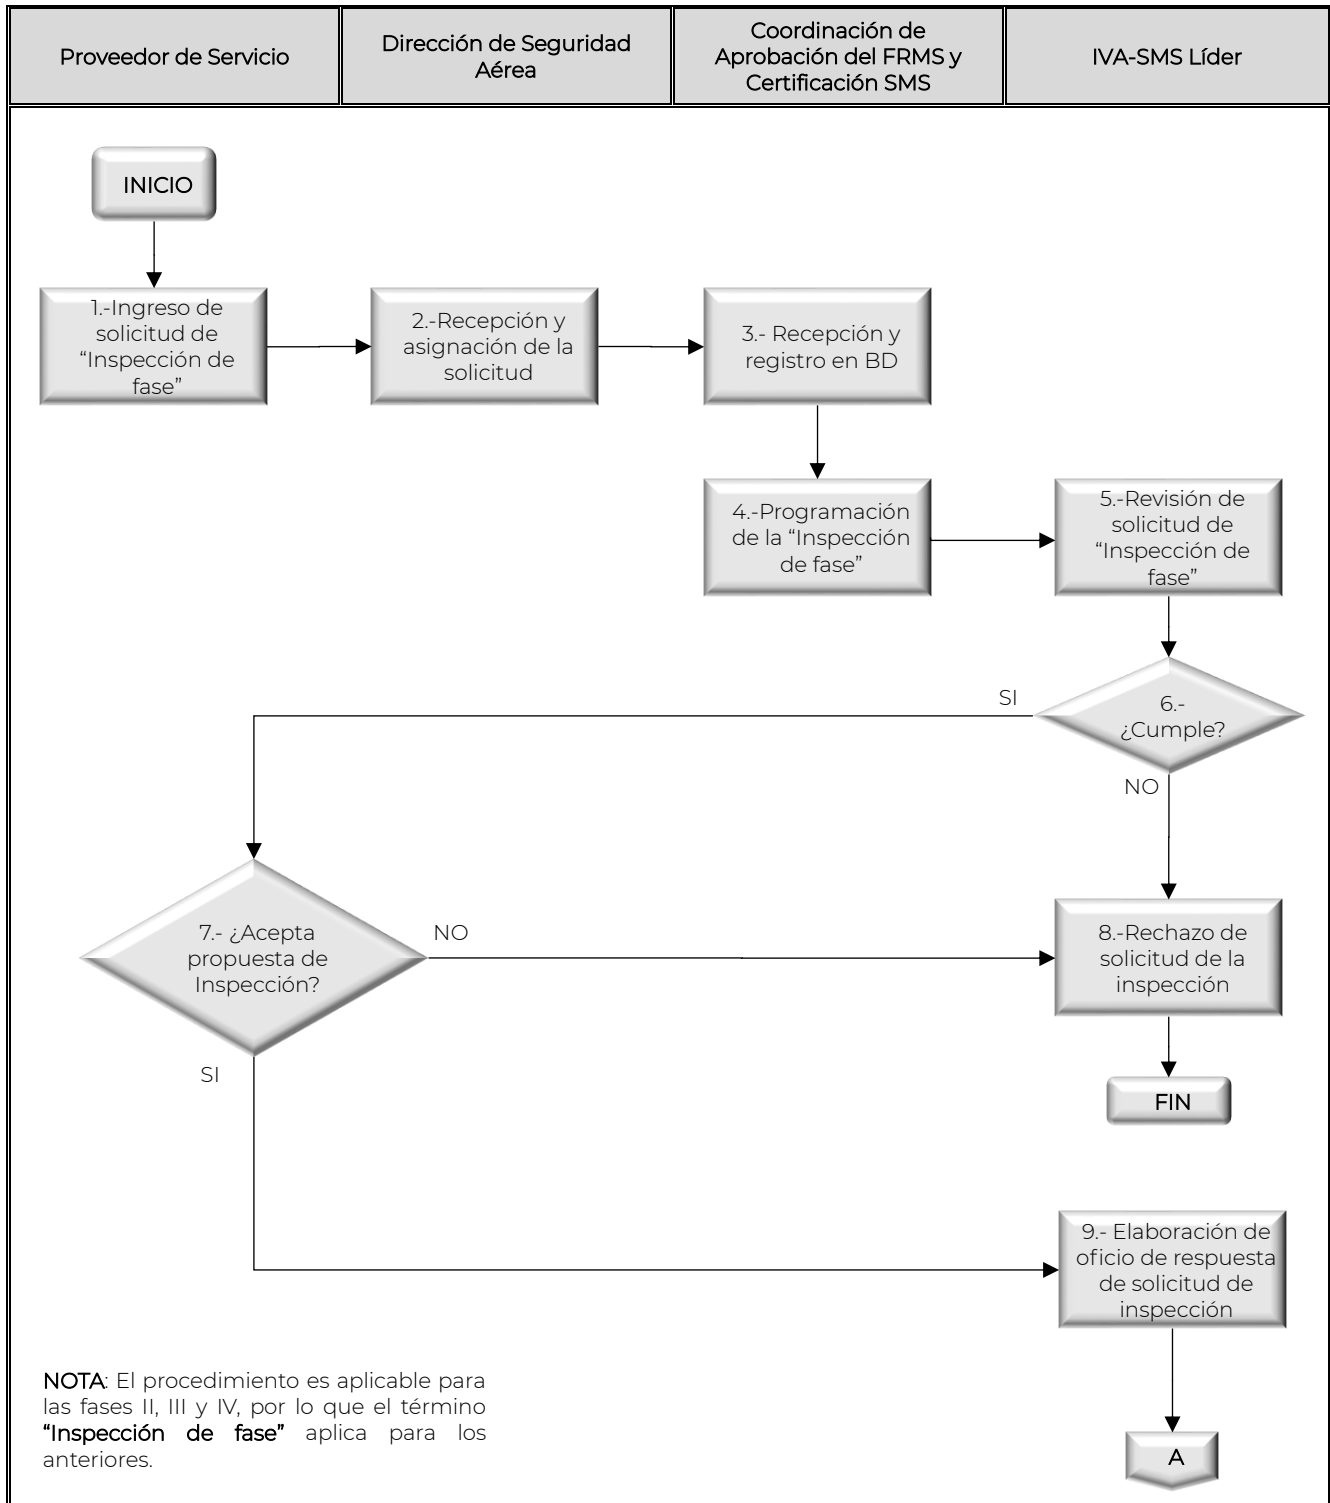 Proveedor de Servicio
Dirección de Seguridad
Aérea
Coordinación de
Aprobación del FRMS y
Certificación SMS
IVA-SMS Líder
INICIO
1.-Ingreso de
solicitud de
“Inspección de
fase”
2.-Recepción y
asignación de la
solicitud
3.- Recepción y
registro en BD
4.-Programación
de la “Inspección
de fase”
5.-Revisión de
solicitud de
“Inspección de
fase”
SI
6.-
¿Cumple?
NO
7.- ¿Acepta
propuesta de
Inspección?
NO
SI
8.-Rechazo de
solicitud de la
inspección
FIN
9.- Elaboración de
oficio de respuesta
de solicitud de
inspección
NOTA: El procedimiento es aplicable para
las fases II, III y IV, por lo que el término
“Inspección de fase” aplica para los
anteriores.
A